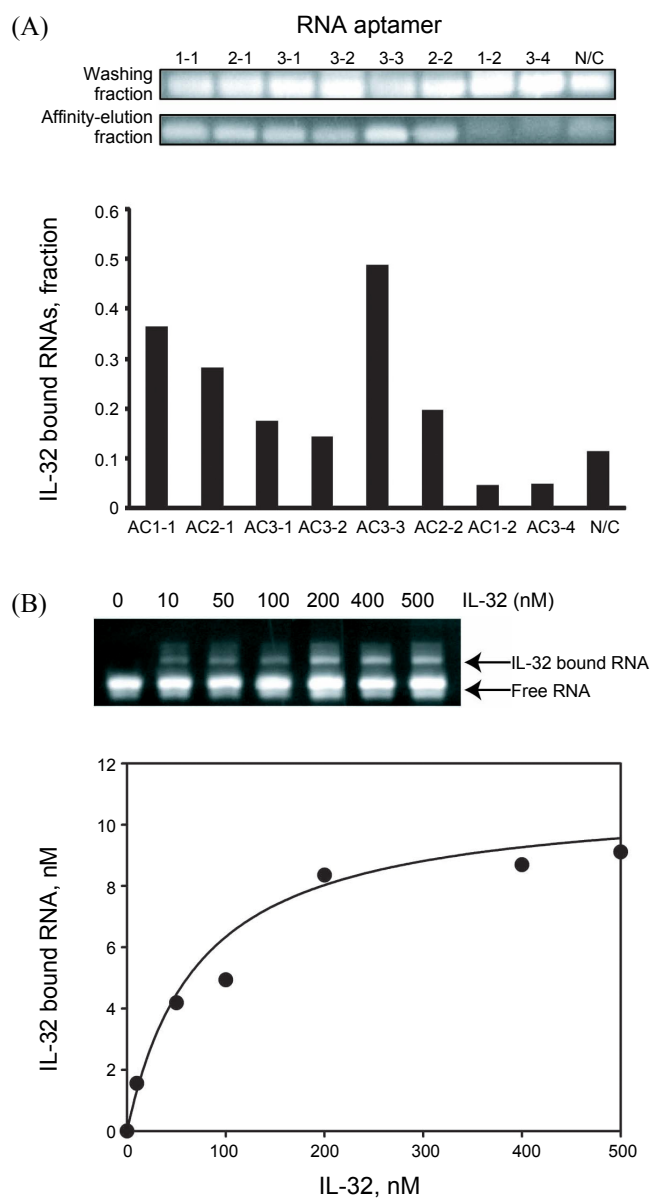 (A)
RNA aptamer
1-1 2-1 3-1 3-2 3-3 2-2 1-2 3-4 N/C
Washing
fraction
Affinity-elution
fraction
0.6
0.5
0.4
0.3
0.2
0.1
0
IL-32 bound RNAs, fraction
AC1-1 AC2-1 AC3-1 AC3-2 AC3-3 AC2-2 AC1-2 AC3-4 N/C
(B)
0 10 50 100 200 400 500 IL-32 (nM)
IL-32 bound RNA
Free RNA
12
10
8
6
4
2
0
IL-32 bound RNA, nM
0 100 200 300 400 500
IL-32, nM